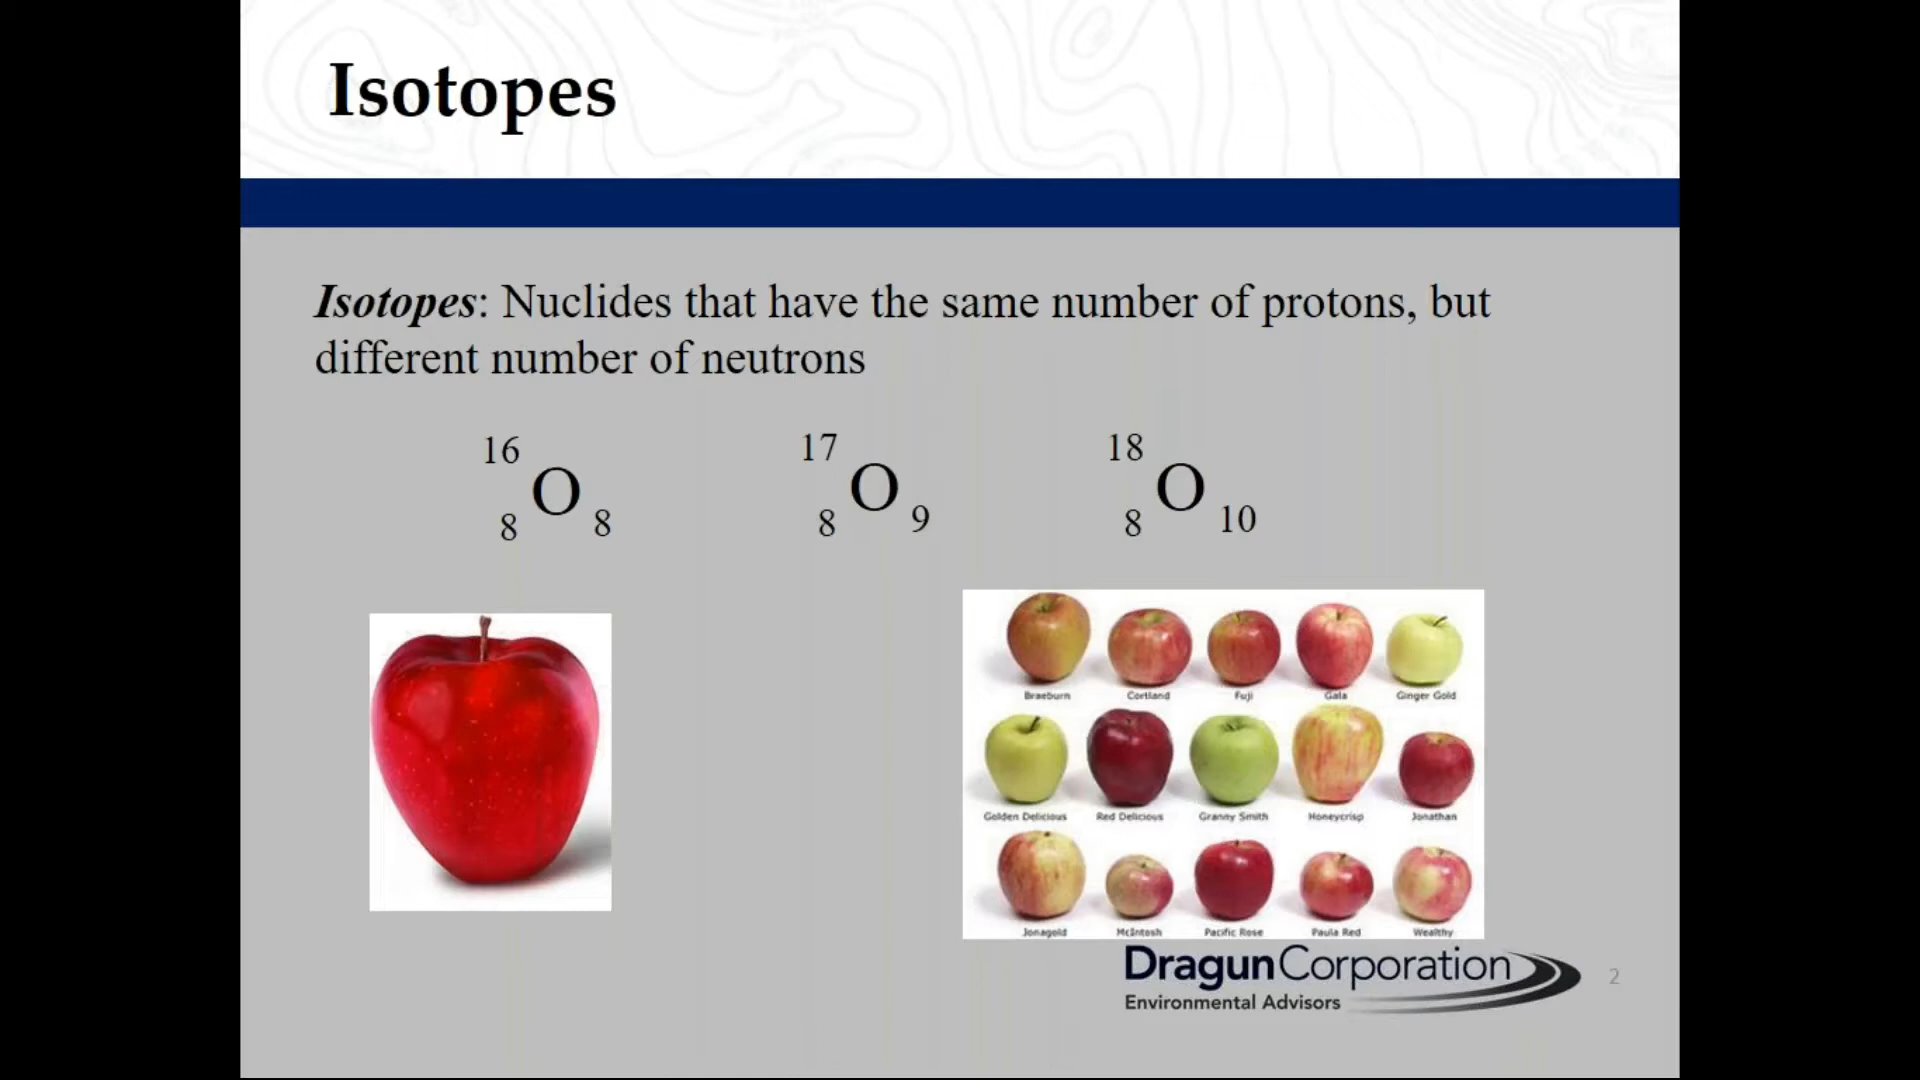 Isotopes
Isotopes: Nuclides that have the same number of protons, but
different number of neutrons
16 O 8 8
17 O 8 9
18 O 8 10
Braeburn Cortland Fuji Gala Ginger Gold
Golden Delicious Red Delicious Granny Smith Honeycrisp Jonathan
Jonagold McIntosh Pacific Rose Paula Red Wealthy
DragunCorporation
Environmental Advisors
2